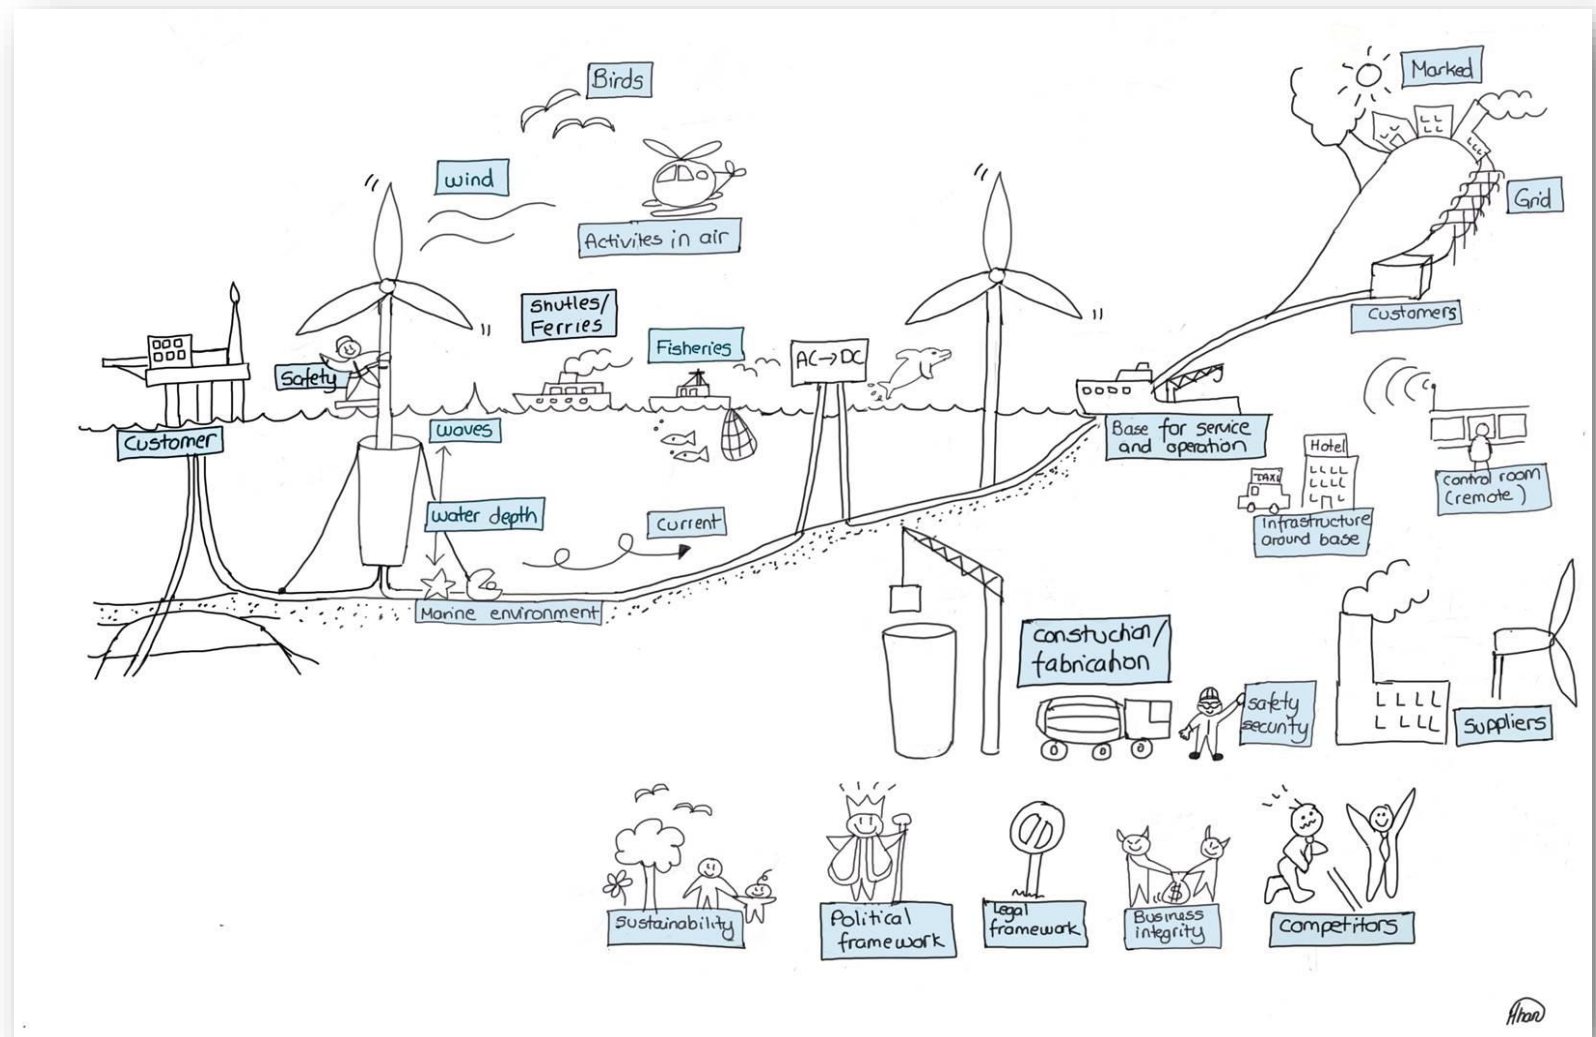 Birds
Marked
wind
Grid
Activites in air
Shutles/
Ferries
Customers
Fisheries
AC→DC
Safety
waves
Customer
Base for service
and operation
Hotel
TAXI
control room
(remote)
water depth
Current
Infrastructure
around base
Marine environment
Constuction/
fabrication
safety
security
Suppliers
$
Sustainability
Political
framework
Legal
framework
Business
integrity
Competitors